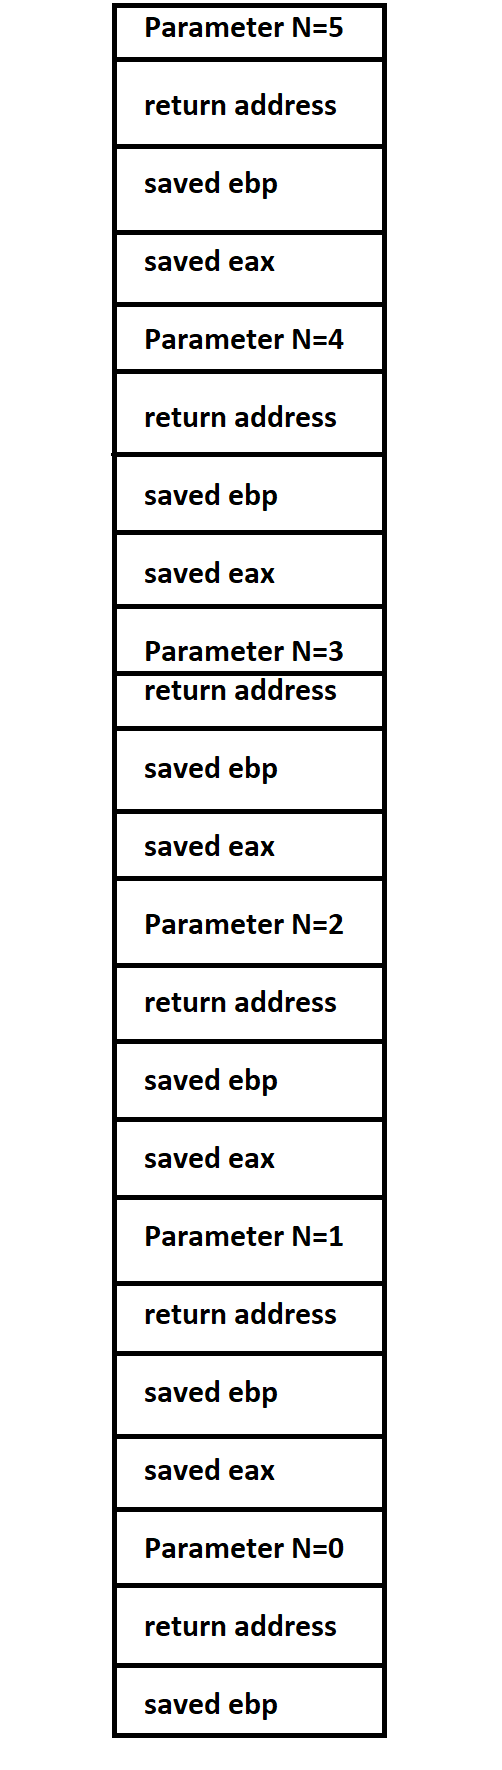 Parameter N=5
return address
saved ebp
saved eax
Parameter N=4
return address
saved ebp
saved eax
Parameter N=3
return address
saved ebp
saved eax
Parameter N=2
return address
saved ebp
saved eax
Parameter N=1
return address
saved ebp
saved eax
Parameter N=0
return address
saved ebp